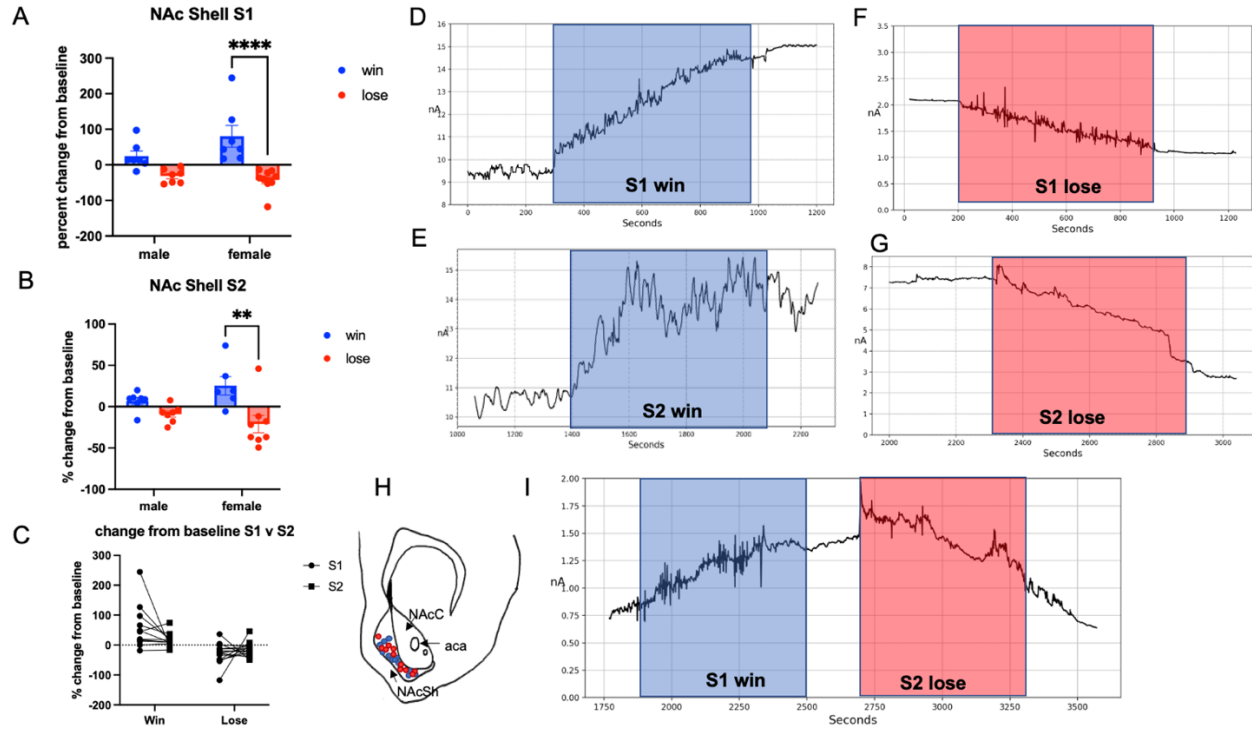 A
NAc Shell S1
percent change from baseline
300
200
100
0
-100
-200
****
male
female
win
lose
B
NAc Shell S2
% change from baseline
100
50
0
-50
-100
**
male
female
win
lose
C
change from baseline S1 v S2
% change from baseline
300
200
100
0
-100
-200
Win
Lose
S1
S2
D
16
15
14
13
12
11
10
9
8
nA
S1 win
0
200
400
600
800
1000
1200
Seconds
E
15
14
13
12
11
10
nA
S2 win
1000
1200
1400
1600
1800
2000
2200
Seconds
F
3.5
3.0
2.5
2.0
1.5
1.0
0.5
0.0
nA
S1 lose
0
200
400
600
800
1000
1200
Seconds
G
8
7
6
5
4
3
2
1
0
nA
S2 lose
2000
2200
2400
2600
2800
3000
Seconds
H
NAcC
aca
NAcSh
I
2.00
1.75
1.50
1.25
1.00
0.75
0.50
0.25
0.00
nA
S1 win
S2 lose
1750
2000
2250
2500
2750
3000
3250
3500
Seconds